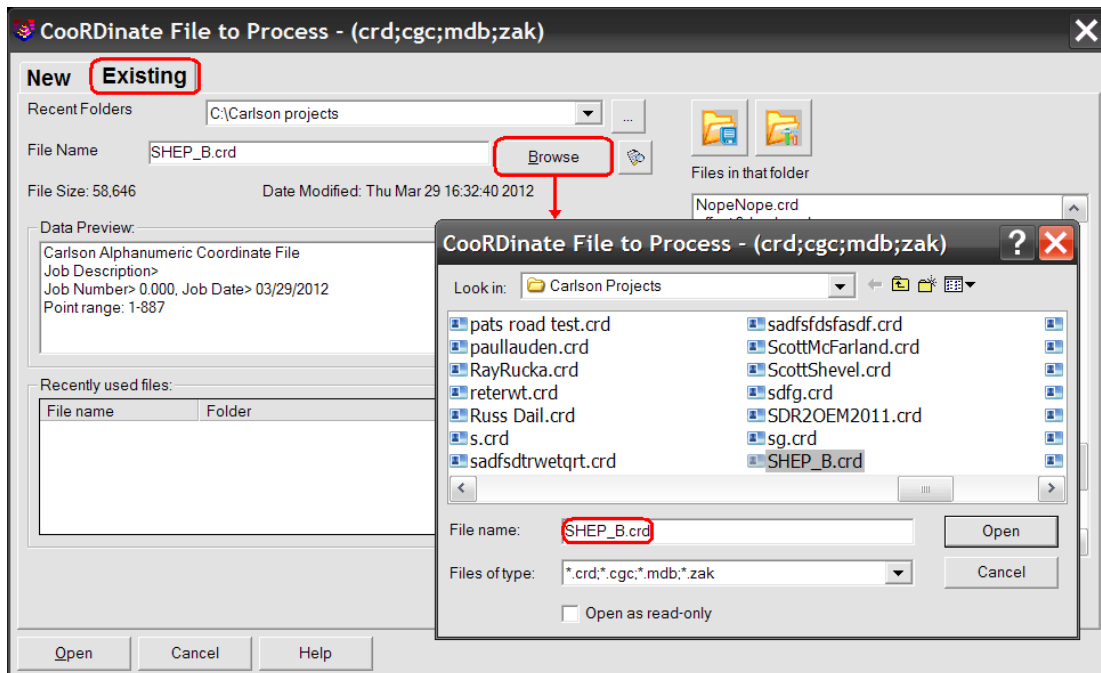 CooRDinate File to Process - (crd;cgc;mdb;zak)
New Existing
Recent Folders C:\Carlson projects ...
File Name SHEP_B.crd Browse
Files in that folder
File Size: 58,646 Date Modified: Thu Mar 29 16:32:40 2012
NopeNope.crd
Data Preview:
Carlson Alphanumeric Coordinate File
Job Description>
Job Number> 0.000, Job Date> 03/29/2012
Point range: 1-887
Recently used files:
File name Folder
Open Cancel Help
CooRDinate File to Process - (crd;cgc;mdb;zak) ?
Look in: Carlson Projects
pats road test.crd sadfsfdsfasdf.crd
paullauden.crd ScottMcFarland.crd
RayRucka.crd ScottShevel.crd
reterwt.crd sdfg.crd
Russ Dail.crd SDR2OEM2011.crd
s.crd sg.crd
sadfsdtrwetqrt.crd SHEP_B.crd
File name: SHEP_B.crd Open
Files of type: *.crd;*.cgc;*.mdb;*.zak Cancel
Open as read-only